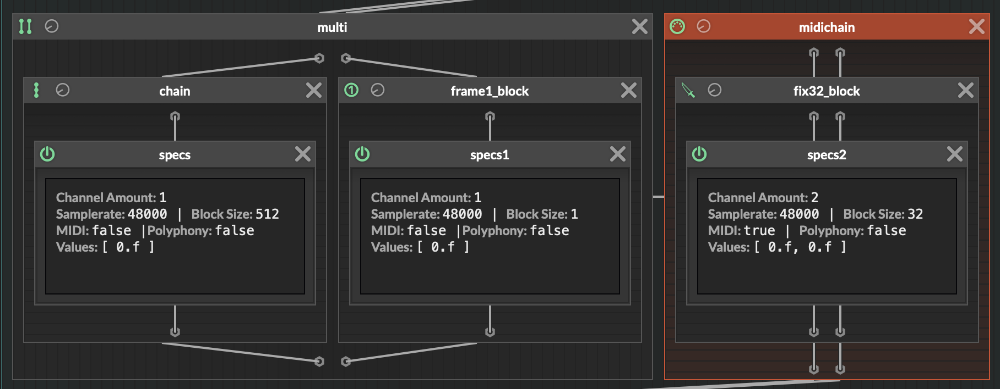 multi
midichain
chain
frame1_block
fix32_block
specs
specs1
specs2
Channel Amount: 1
Samplerate: 48000 | Block Size: 512
MIDI: false |Polyphony: false
Values: [ 0.f ]
Channel Amount: 1
Samplerate: 48000 | Block Size: 1
MIDI: false |Polyphony: false
Values: [ 0.f ]
Channel Amount: 2
Samplerate: 48000 | Block Size: 32
MIDI: true | Polyphony: false
Values: [ 0.f, 0.f ]